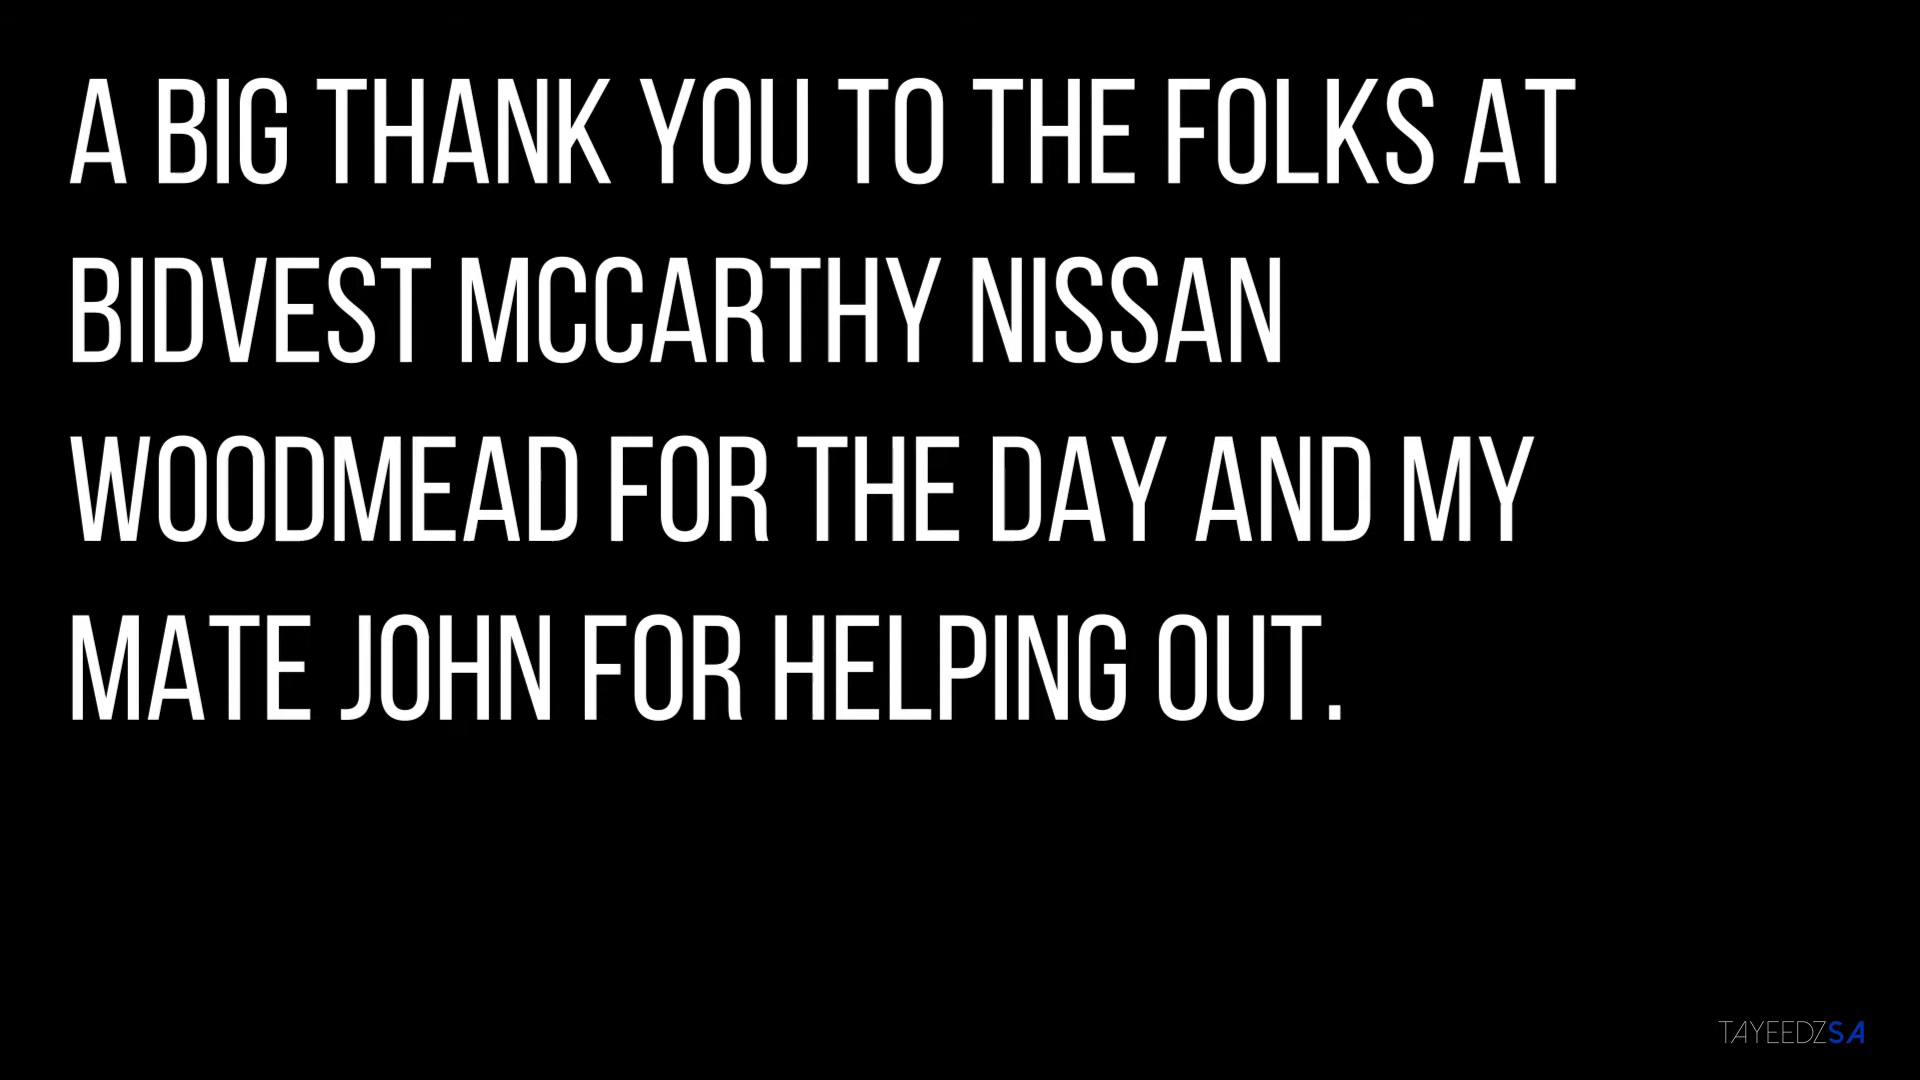 A BIG THANK YOU TO THE FOLKS AT
BIDVEST MCCARTHY NISSAN
WOODMEAD FOR THE DAY AND MY
MATE JOHN FOR HELPING OUT.
TAYEEDZSA